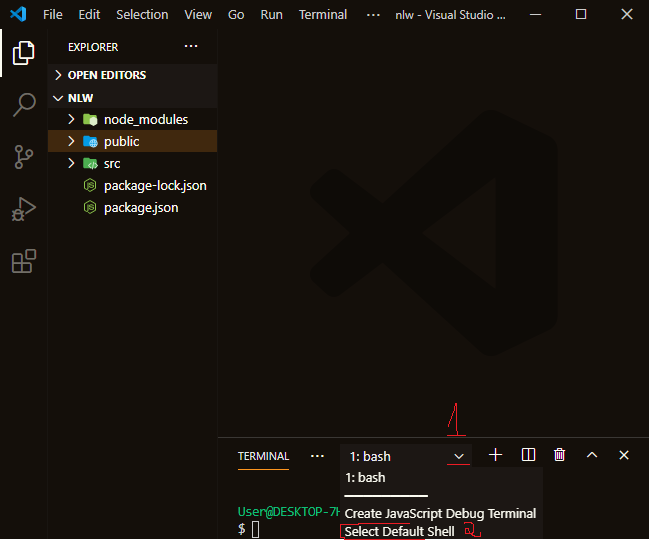 File Edit Selection View Go Run Terminal ··· nlw - Visual Studio ...
EXPLORER ···
OPEN EDITORS
NLW
node_modules
public
src
package-lock.json
package.json
1
TERMINAL ··· 1: bash
1: bash
User@DESKTOP-7
Create JavaScript Debug Terminal
$
Select Default Shell 2